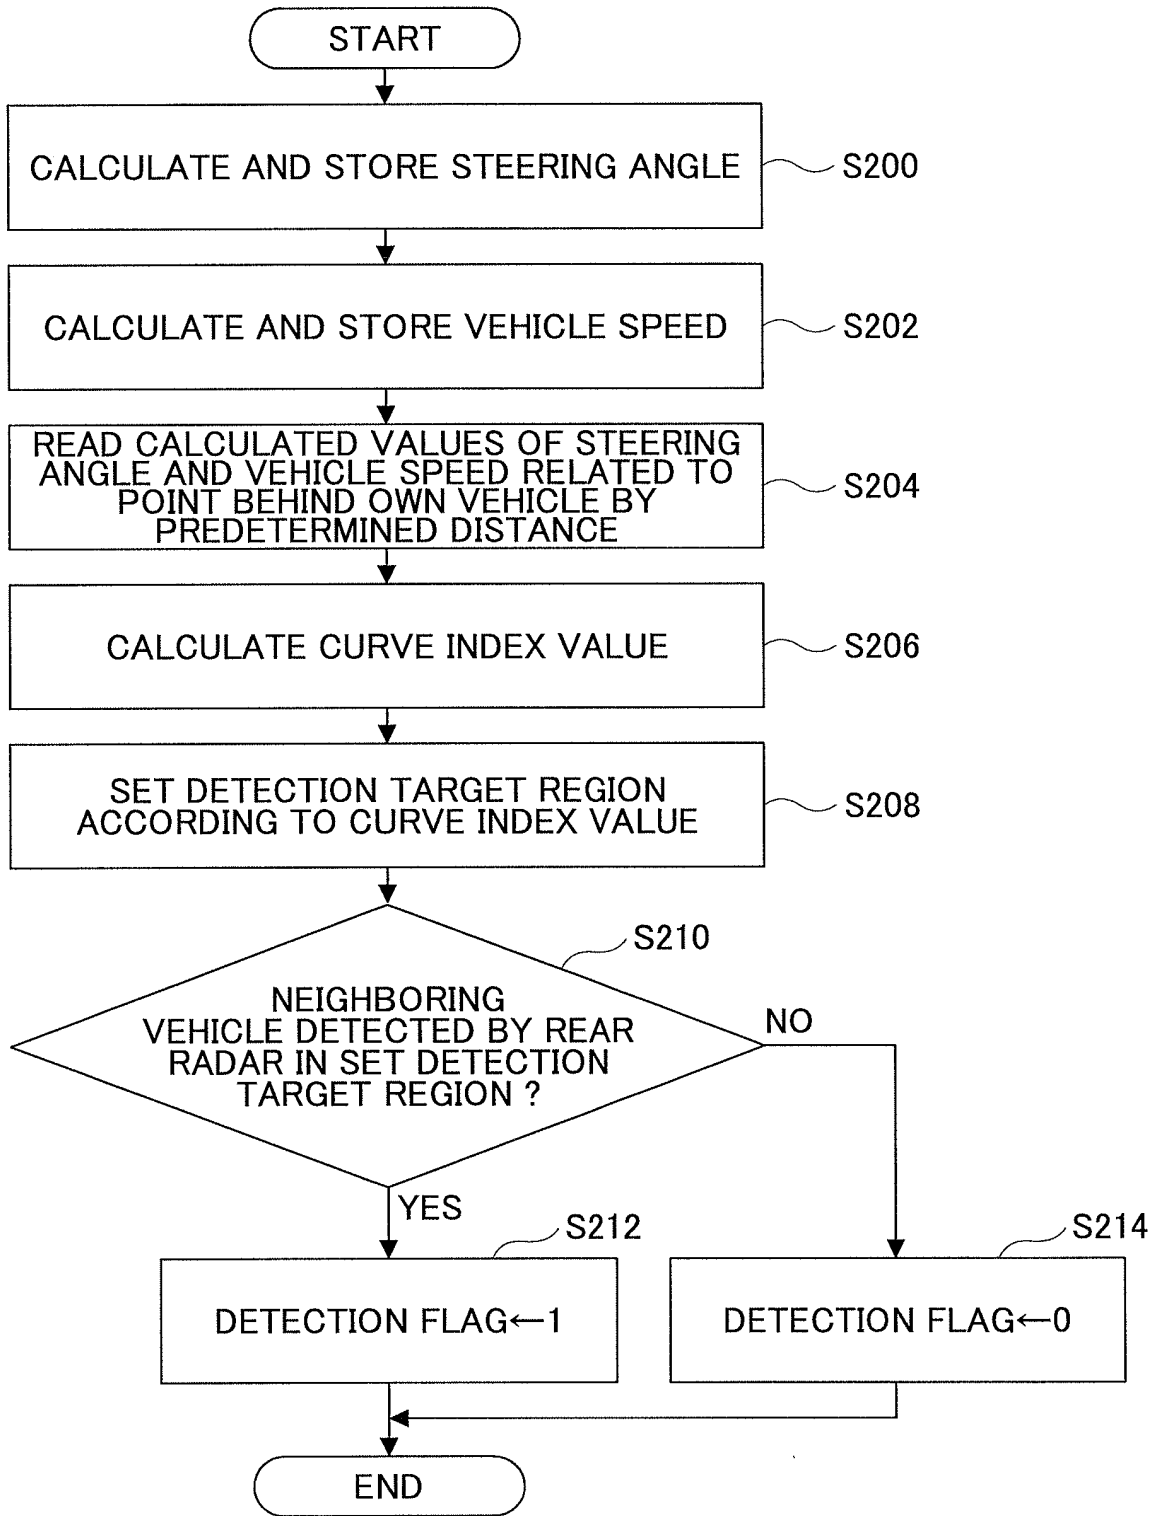 START
CALCULATE AND STORE STEERING ANGLE
S200
CALCULATE AND STORE VEHICLE SPEED
S202
READ CALCULATED VALUES OF STEERING
ANGLE AND VEHICLE SPEED RELATED TO
POINT BEHIND OWN VEHICLE BY
PREDETERMINED DISTANCE
S204
CALCULATE CURVE INDEX VALUE
S206
SET DETECTION TARGET REGION
ACCORDING TO CURVE INDEX VALUE
S208
S210
NEIGHBORING
VEHICLE DETECTED BY REAR
RADAR IN SET DETECTION
TARGET REGION ?
NO
YES
S212
DETECTION FLAG←1
S214
DETECTION FLAG←0
END